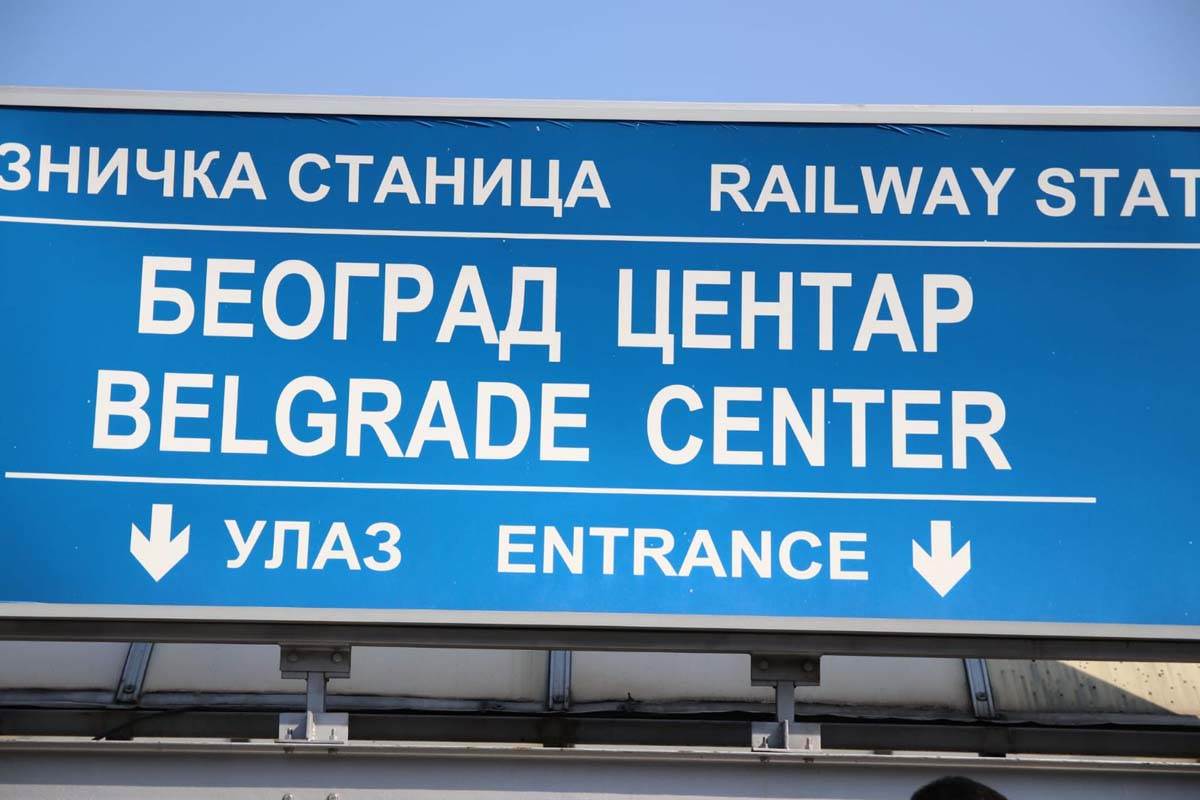 ЗНИЧКА СТАНИЦА RAILWAY STAT
БЕОГРАД ЦЕНТАР
BELGRADE CENTER
УЛАЗ ENTRANCE